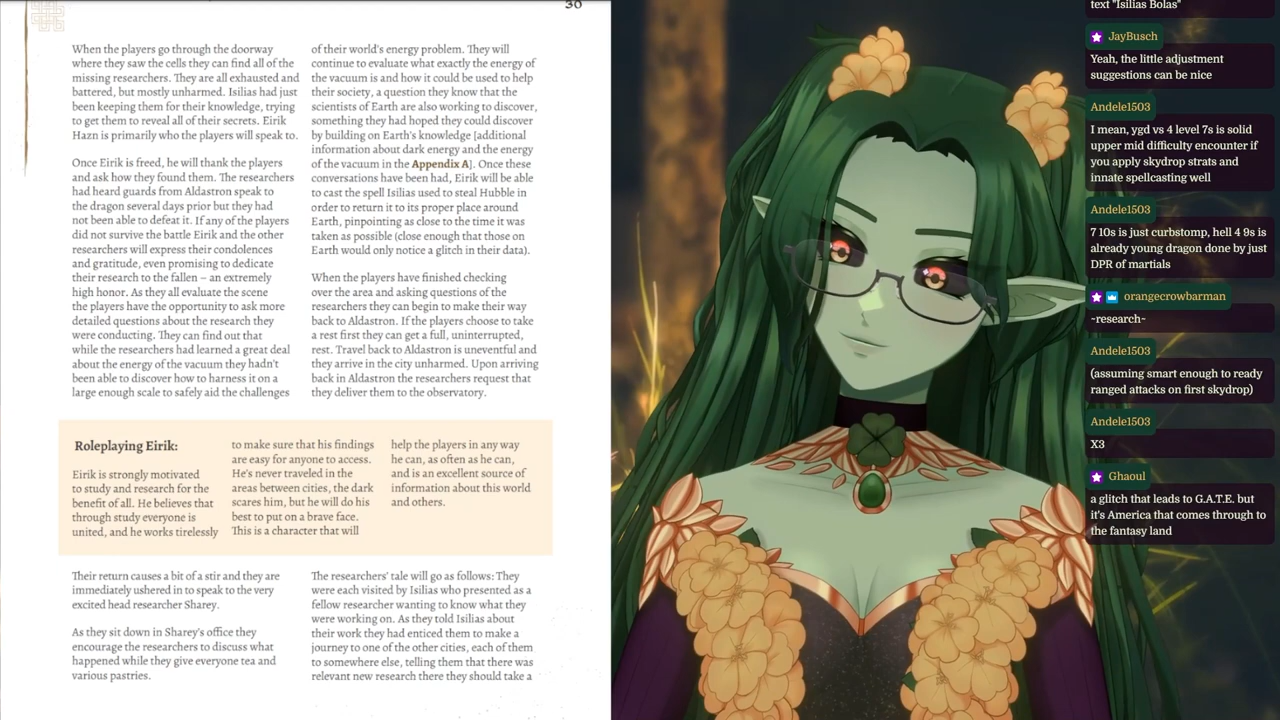 30
When the players go through the doorway
where they saw the cells they can find all of the
missing researchers. They are all exhausted and
battered, but mostly unharmed. Isilias had just
been keeping them for their knowledge, trying
to get them to reveal all of their secrets. Eirik
Hazn is primarily who the players will speak to.
Once Eirik is freed, he will thank the players
and ask how they found them. The researchers
had heard guards from Aldastron speak to
the dragon several days prior but they had
not been able to defeat it. If any of the players
did not survive the battle Eirik and the other
researchers will express their condolences
and gratitude, even promising to dedicate
their research to the fallen – an extremely
high honor. As they all evaluate the scene
the players have the opportunity to ask more
detailed questions about the research they
were conducting. They can find out that
while the researchers had learned a great deal
about the energy of the vacuum they hadn't
been able to discover how to harness it on a
large enough scale to safely aid the challenges
of their world's energy problem. They will
continue to evaluate what exactly the energy of
the vacuum is and how it could be used to help
their society, a question they know that the
scientists of Earth are also working to discover,
something they had hoped they could discover
by building on Earth's knowledge [additional
information about dark energy and the energy
of the vacuum in the Appendix A]. Once these
conversations have been had, Eirik will be able
to cast the spell Isilias used to steal Hubble in
order to return it to its proper place around
Earth, pinpointing as close to the time it was
taken as possible (close enough that those on
Earth would only notice a glitch in their data).
When the players have finished checking
over the area and asking questions of the
researchers they can begin to make their way
back to Aldastron. If the players choose to take
a rest first they can get a full, uninterrupted,
rest. Travel back to Aldastron is uneventful and
they arrive in the city unharmed. Upon arriving
back in Aldastron the researchers request that
they deliver them to the observatory.
Roleplaying Eirik:
Eirik is strongly motivated
to study and research for the
benefit of all. He believes that
through study everyone is
united, and he works tirelessly
to make sure that his findings
are easy for anyone to access.
He's never traveled in the
areas between cities, the dark
scares him, but he will do his
best to put on a brave face.
This is a character that will
help the players in any way
he can, as often as he can,
and is an excellent source of
information about this world
and others.
Their return causes a bit of a stir and they are
immediately ushered in to speak to the very
excited head researcher Sharey.
As they sit down in Sharey's office they
encourage the researchers to discuss what
happened while they give everyone tea and
various pastries.
The researchers' tale will go as follows: They
were each visited by Isilias who presented as a
fellow researcher wanting to know what they
were working on. As they told Isilias about
their work they had enticed them to make a
journey to one of the other cities, each of them
to somewhere else, telling them that there was
relevant new research there they should take a
text "Isilias Bolas"
JayBusch
Yeah, the little adjustment
suggestions can be nice
Andele1503
I mean, ygd vs 4 level 7s is solid
upper mid difficulty encounter if
you apply skydrop strats and
innate spellcasting well
Andele1503
7 10s is just curbstomp, hell 4 9s is
already young dragon done by just
DPR of martials
orangecrowbarman
~research~
Andele1503
(assuming smart enough to ready
ranged attacks on first skydrop)
Andele1503
X3
Ghaoul
a glitch that leads to G.A.T.E. but
it's America that comes through to
the fantasy land